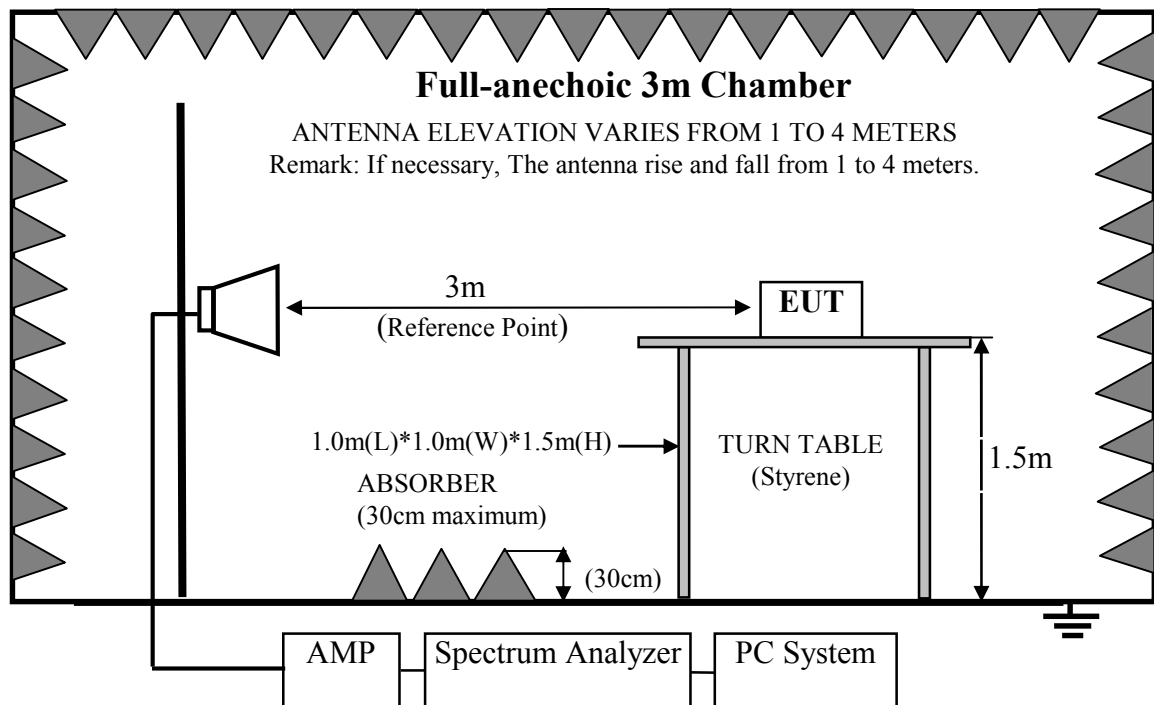 Full-anechoic 3m Chamber
ANTENNA ELEVATION VARIES FROM 1 TO 4 METERS
Remark: If necessary, The antenna rise and fall from 1 to 4 meters.
3m
(Reference Point)
EUT
1.0m(L)*1.0m(W)*1.5m(H)
TURN TABLE
(Styrene)
1.5m
ABSORBER
(30cm maximum)
(30cm)
AMP
Spectrum Analyzer
PC System